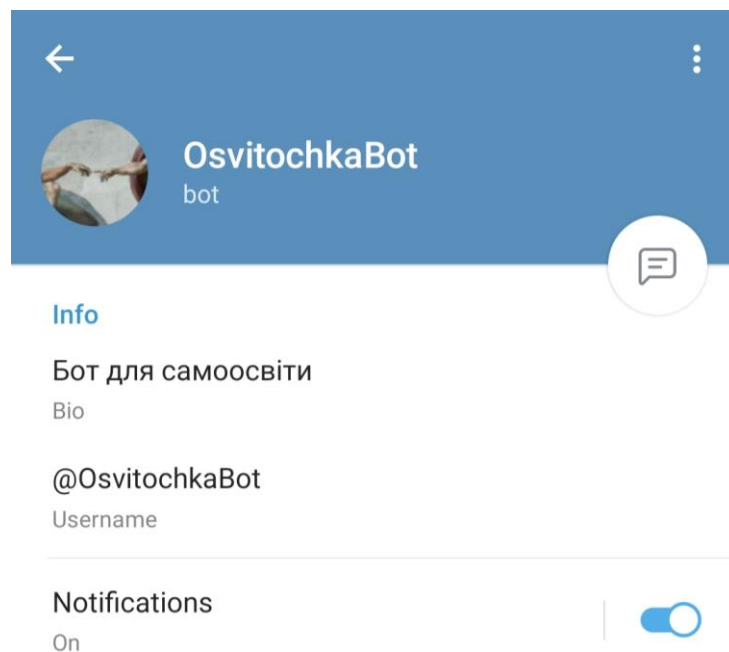 OsvitochkaBot
bot
Info
Бот для самоосвіти
Bio
@OsvitochkaBot
Username
Notifications
On